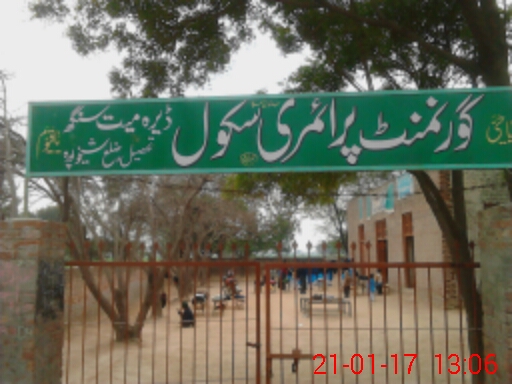 گورنمنٹ پرائمری سکول
ڈیرہ میت سنگھ
تحصیل و ضلع شیخوپورہ
21-01-17 13:06